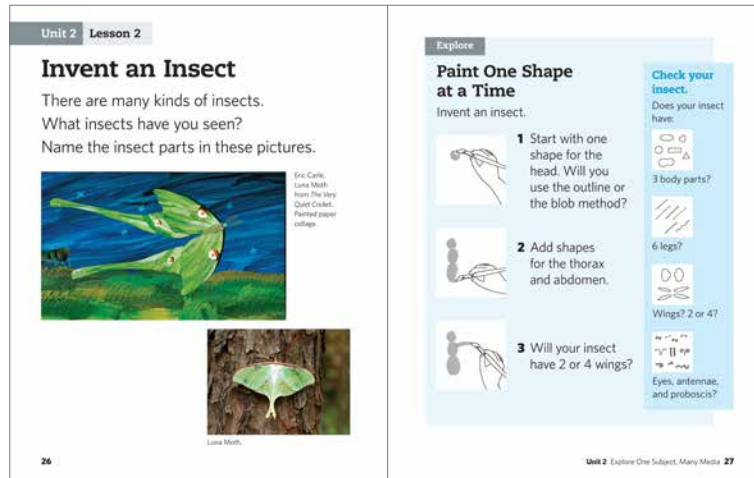 Unit 2 Lesson 2
Invent an Insect
There are many kinds of insects.
What insects have you seen?
Name the insect parts in these pictures.
Eric Carle,
Luna Moth
from The Very
Quiet Cricket.
Painted paper
collage.
Luna Moth.
26
Explore
Paint One Shape
at a Time
Invent an insect.
1 Start with one
shape for the
head. Will you
use the outline or
the blob method?
2 Add shapes
for the thorax
and abdomen.
3 Will your insect
have 2 or 4 wings?
Check your
insect.
Does your insect
have:
3 body parts?
6 legs?
Wings? 2 or 4?
Eyes, antennae,
and proboscis?
Unit 2 Explore One Subject, Many Media 27